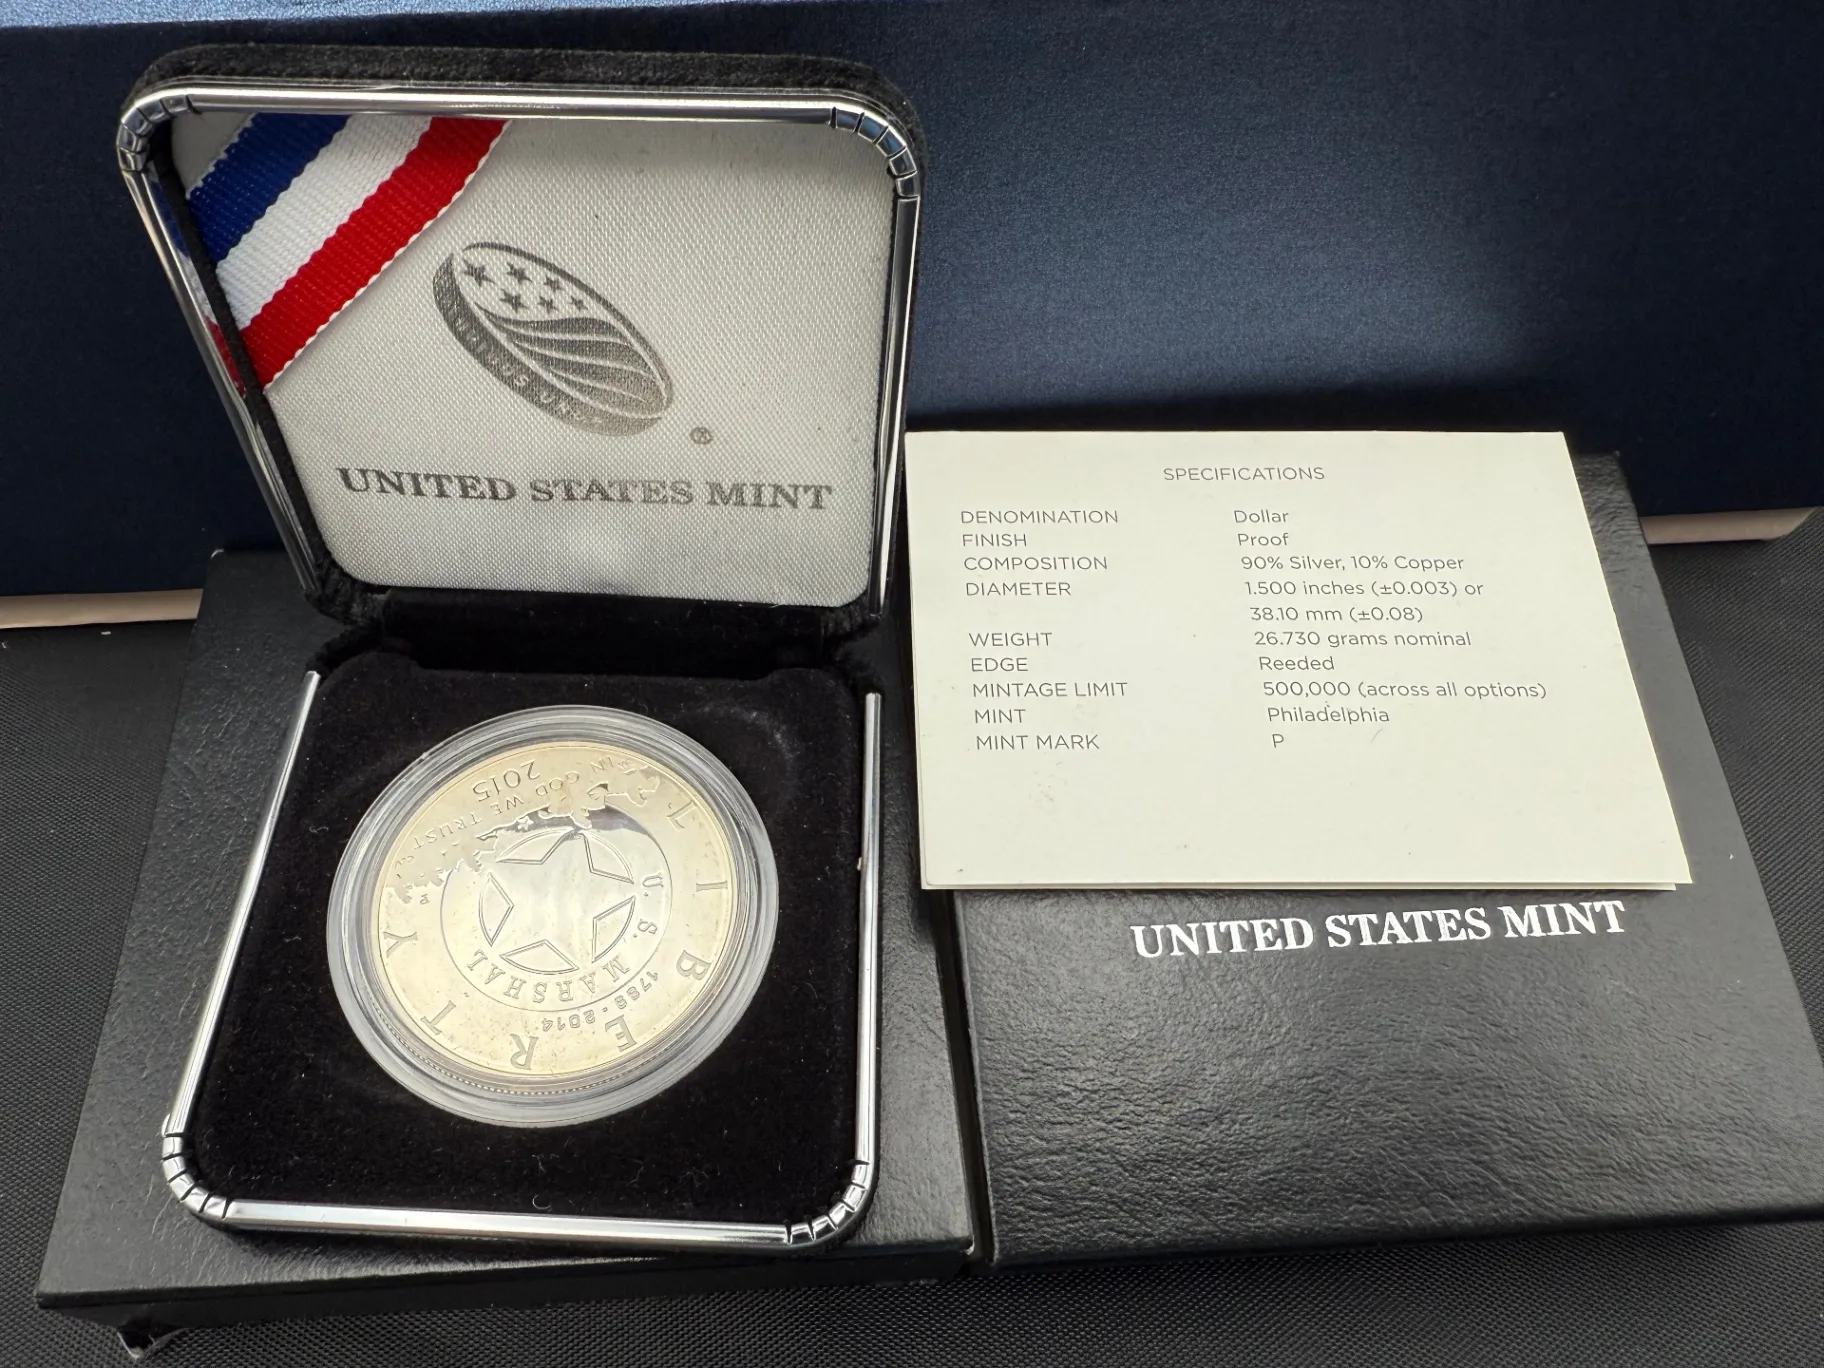 UNITED STATES MINT
SPECIFICATIONS
DENOMINATION Dollar
FINISH Proof
COMPOSITION 90% Silver, 10% Copper
DIAMETER 1.500 inches (±0.003) or
38.10 mm (±0.08)
WEIGHT 26.730 grams nominal
EDGE Reeded
MINTAGE LIMIT 500,000 (across all options)
MINT Philadelphia
MINT MARK P
UNITED STATES MINT
LIBERTY
IN GOD WE TRUST
2015
U.S. MARSHAL
1789 - 2014
P